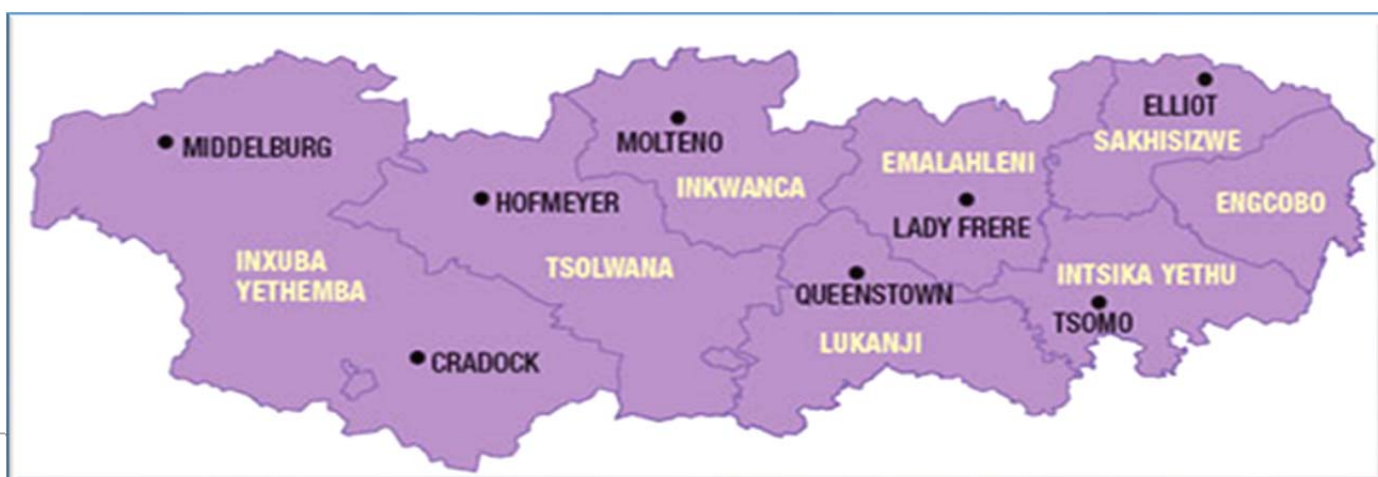 MIDDELBURG
INXUBA
YETHEMBA
CRADOCK
HOFMEYER
TSOLWANA
MOLTENO
INKWANCA
EMALAHLENI
LADY FRERE
QUEENSTOWN
LUKANJI
ELLIOT
SAKHISIZWE
ENGCOBO
INTSIKA YETHU
TSOMO